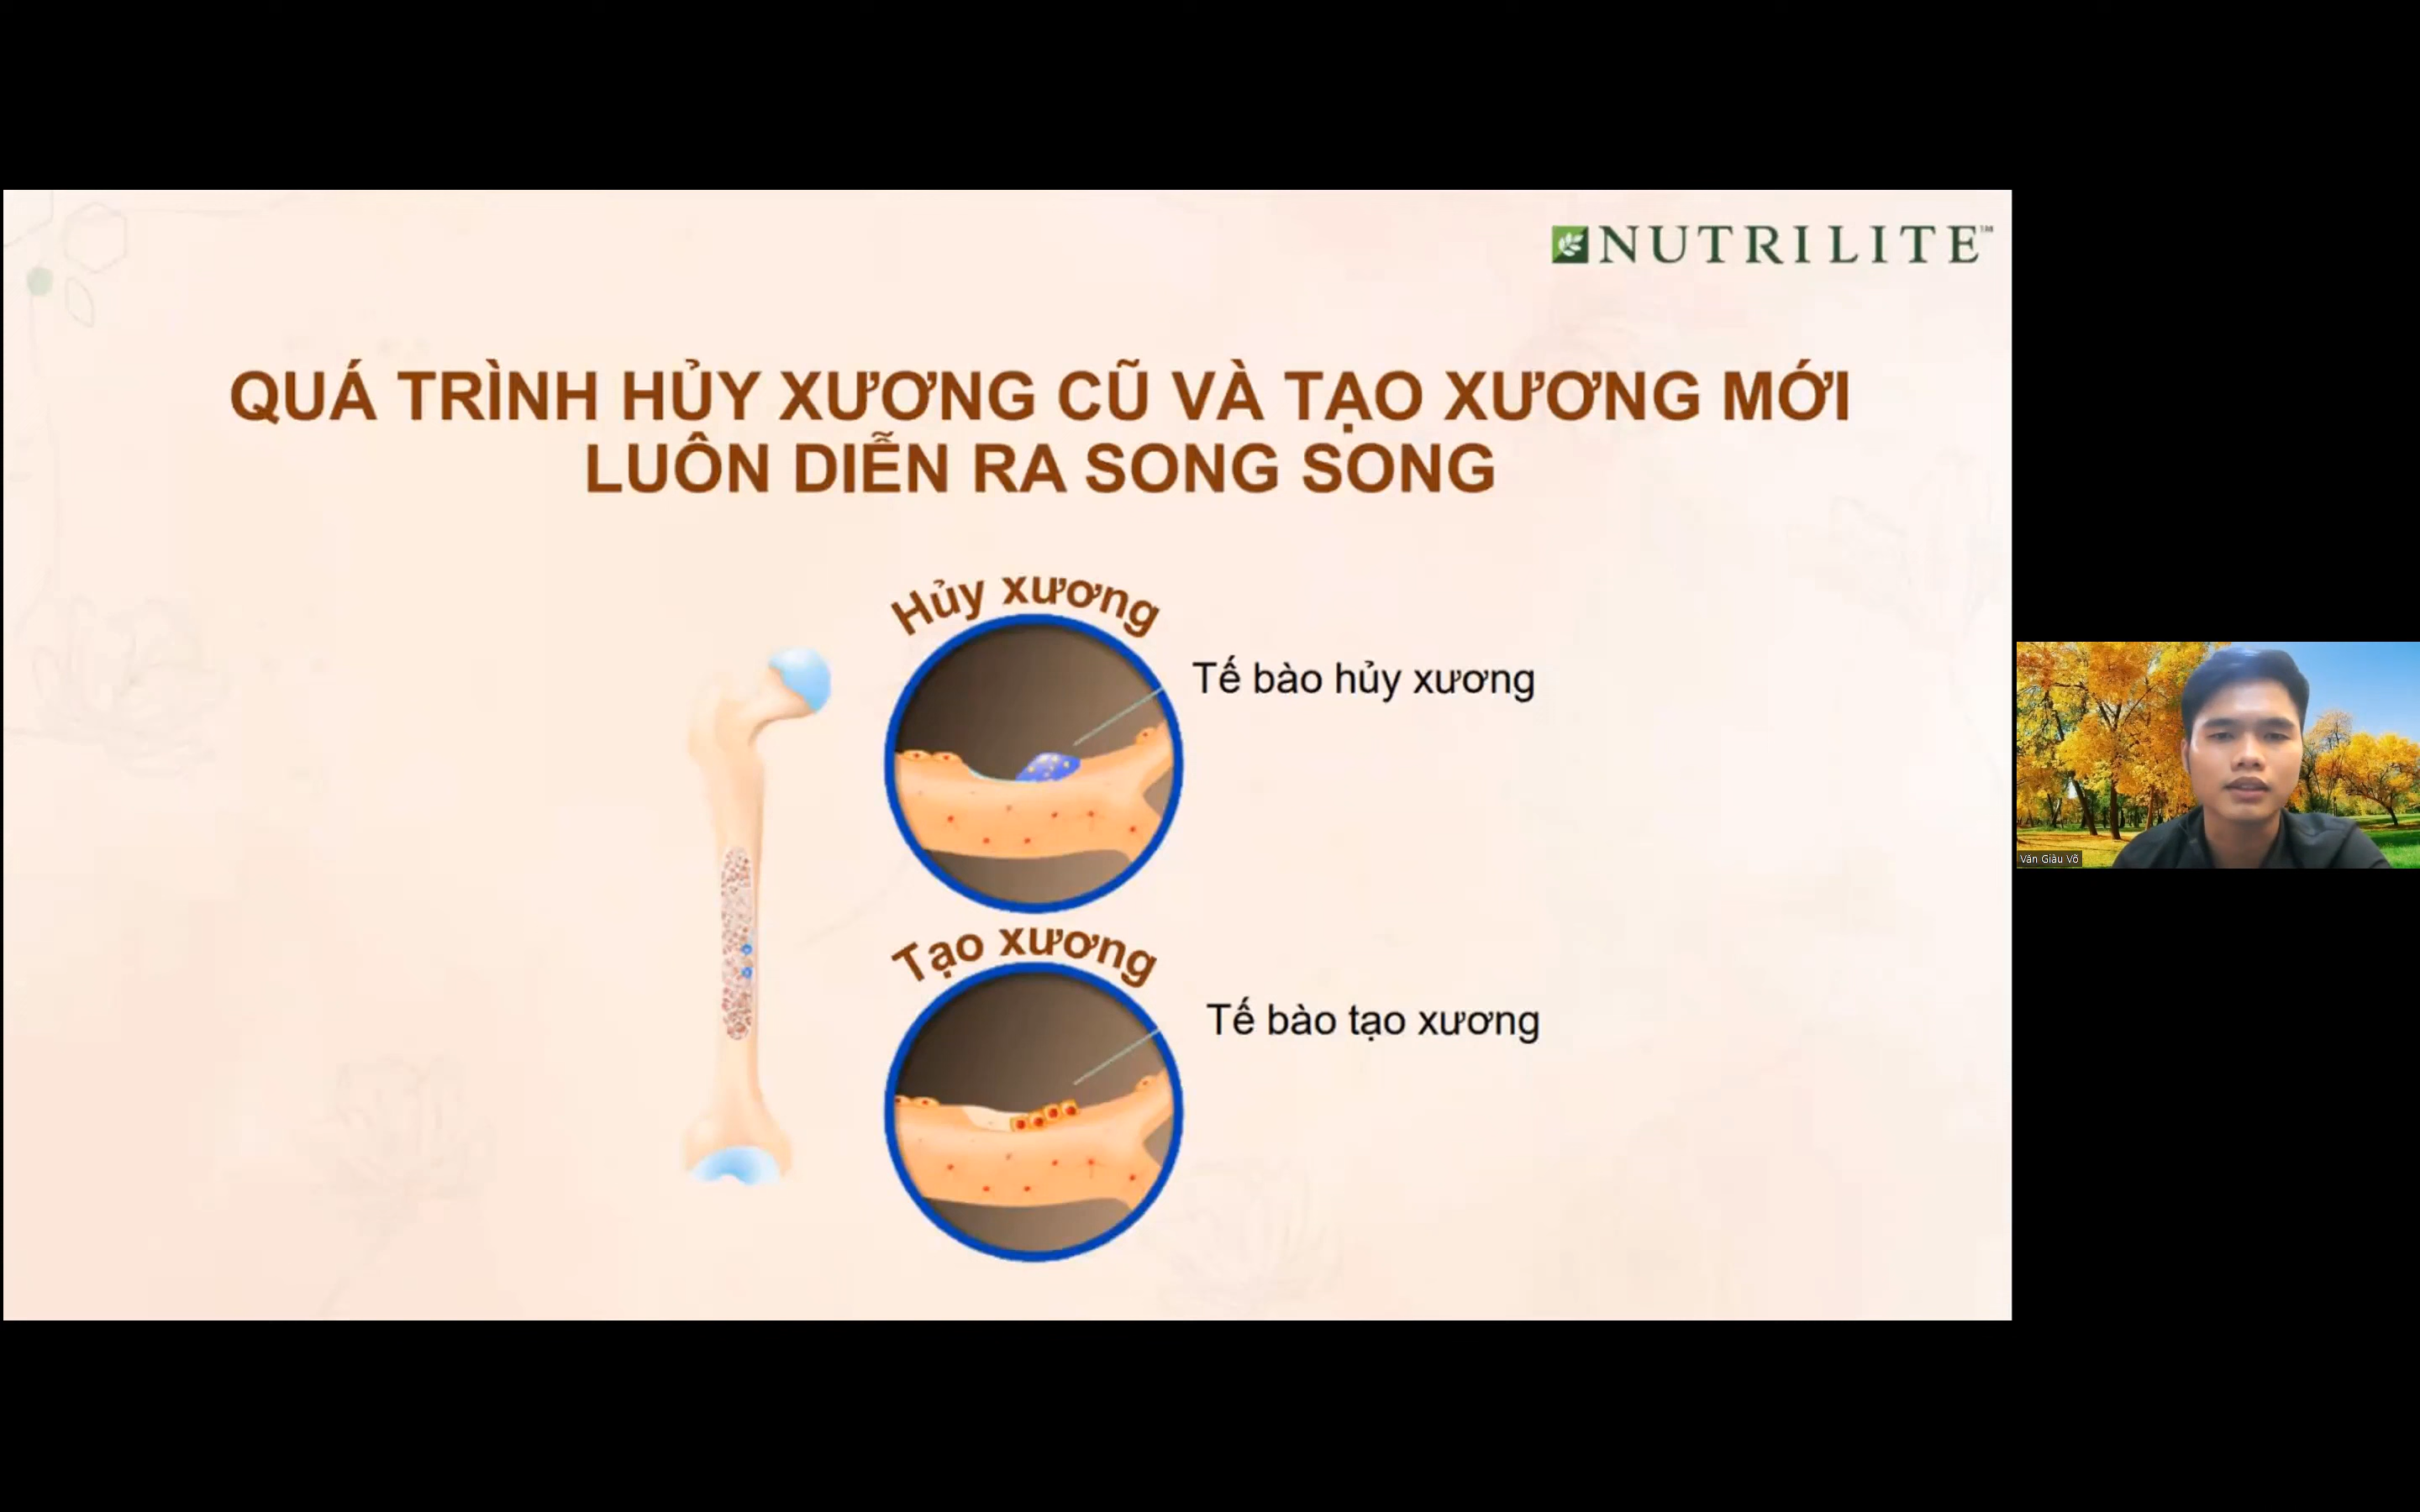 NUTRILITE™
QUÁ TRÌNH HỦY XƯƠNG CŨ VÀ TẠO XƯƠNG MỚI
LUÔN DIỄN RA SONG SONG
Hủy xương
Tế bào hủy xương
Tạo xương
Tế bào tạo xương
Văn Giàu Võ